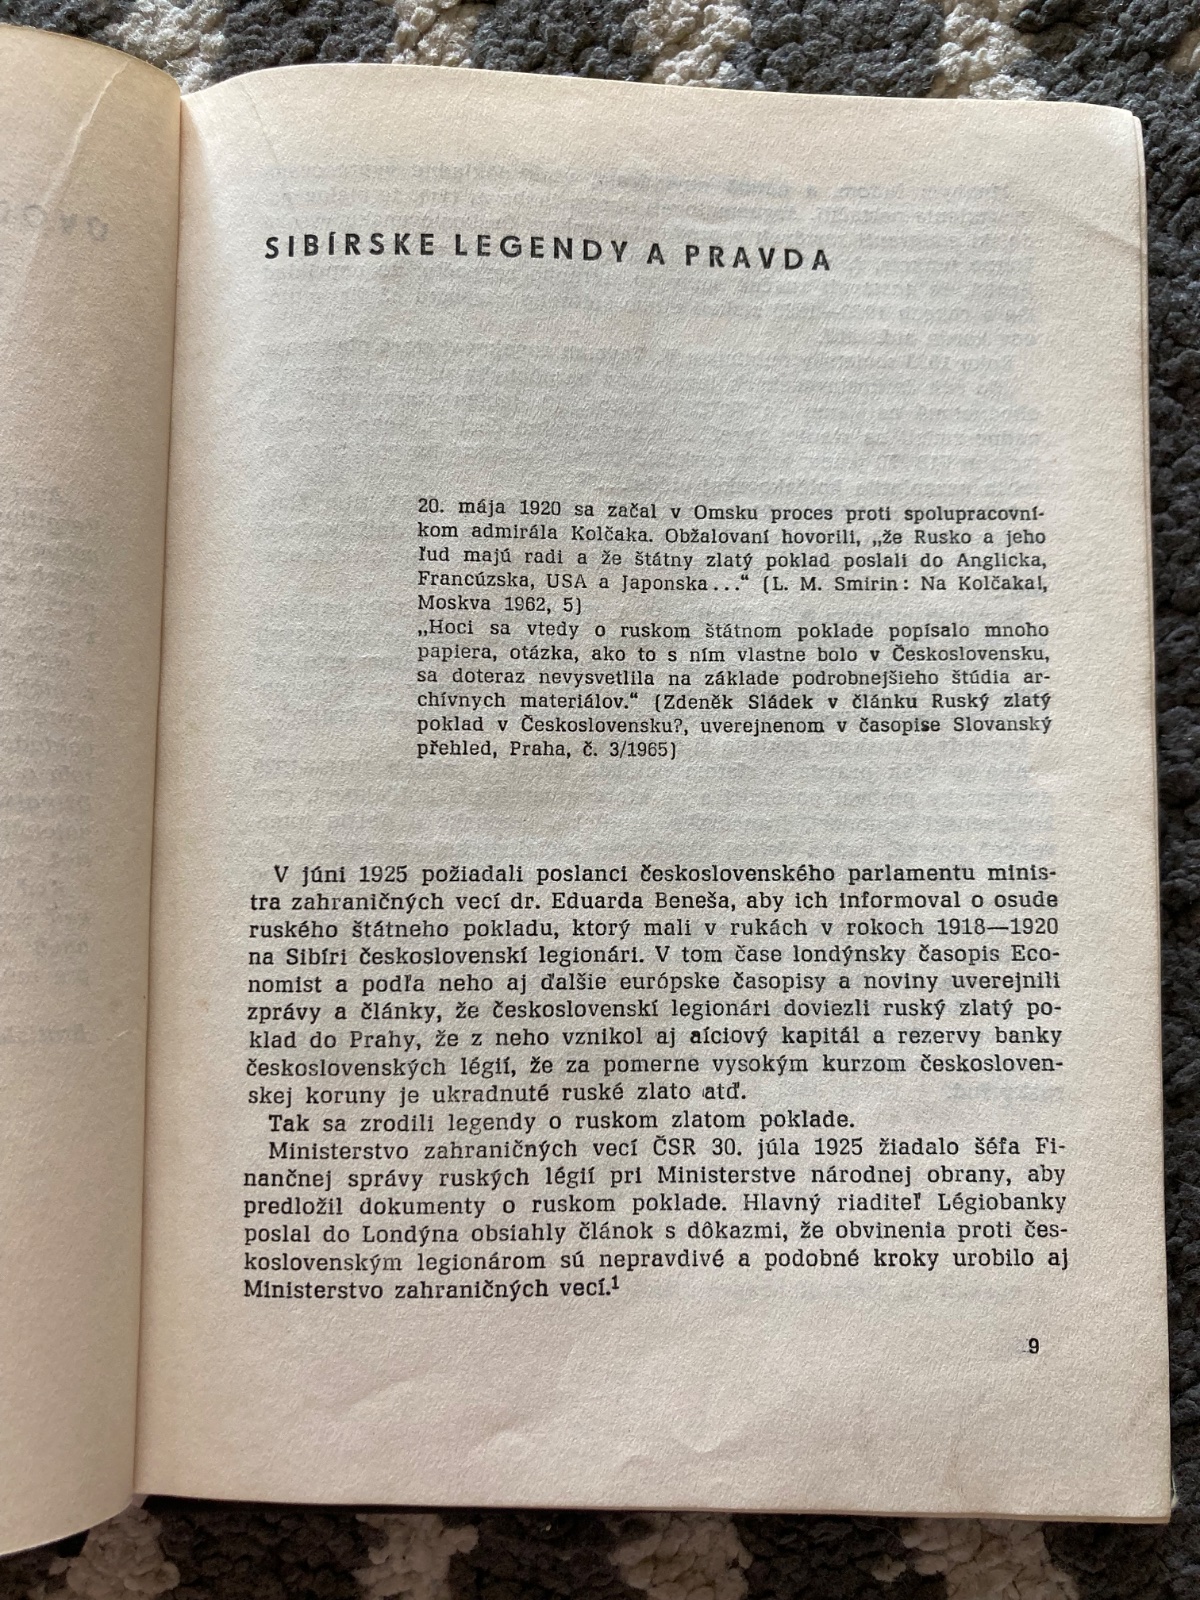 SIBÍRSKE LEGENDY A PRAVDA
20. mája 1920 sa začal v Omsku proces proti spolupracovní-
kom admirála Kolčaka. Obžalovaní hovorili, „že Rusko a jeho
ľud majú radi a že štátny zlatý poklad poslali do Anglicka,
Francúzska, USA a Japonska...“ (L. M. Smirin: Na Kolčaka!,
Moskva 1962, 5)
„Hoci sa vtedy o ruskom štátnom poklade popísalo mnoho
papiera, otázka, ako to s ním vlastne bolo v Československu,
sa doteraz nevysvetlila na základe podrobnejšieho štúdia ar-
chívnych materiálov.“ (Zdeněk Sládek v článku Ruský zlatý
poklad v Československu?, uverejnenom v časopise Slovanský
přehled, Praha, č. 3/1965)
V júni 1925 požiadali poslanci československého parlamentu minis-
tra zahraničných vecí dr. Eduarda Beneša, aby ich informoval o osude
ruského štátneho pokladu, ktorý mali v rukách v rokoch 1918—1920
na Sibíri československí legionári. V tom čase londýnsky časopis Eco-
nomist a podľa neho aj ďalšie európske časopisy a noviny uverejnili
zprávy a články, že československí legionári doviezli ruský zlatý po-
klad do Prahy, že z neho vznikol aj aíciový kapitál a rezervy banky
československých légií, že za pomerne vysokým kurzom českosloven-
skej koruny je ukradnuté ruské zlato atď.
Tak sa zrodili legendy o ruskom zlatom poklade.
Ministerstvo zahraničných vecí ČSR 30. júla 1925 žiadalo šéfa Fi-
nančnej správy ruských légií pri Ministerstve národnej obrany, aby
predložil dokumenty o ruskom poklade. Hlavný riaditeľ Légiobanky
poslal do Londýna obsiahly článok s dôkazmi, že obvinenia proti čes-
koslovenským legionárom sú nepravdivé a podobné kroky urobilo aj
Ministerstvo zahraničných vecí.¹
9